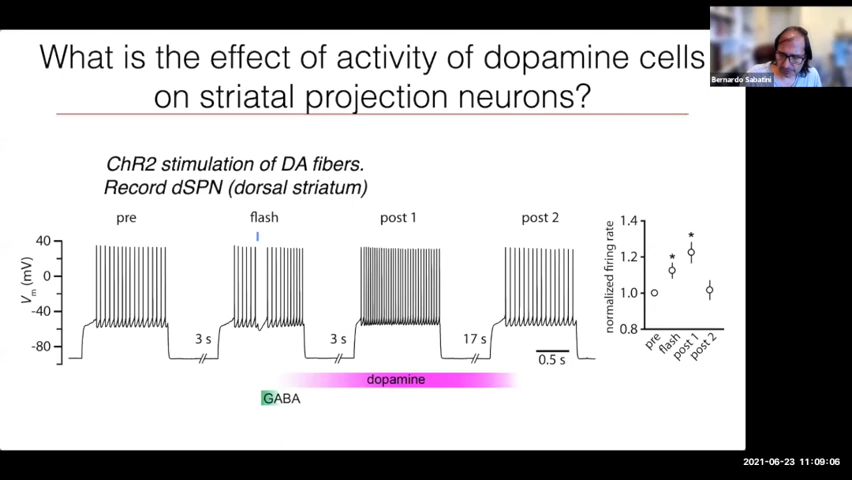 What is the effect of activity of dopamine cells
on striatal projection neurons?
Bernardo Sabatini
ChR2 stimulation of DA fibers.
Record dSPN (dorsal striatum)
pre
flash
post 1
post 2
40
0
-40
-80
Vm (mV)
3 s
3 s
17 s
0.5 s
dopamine
GABA
normalized firing rate
1.4
1.2
1.0
0.8
*
*
pre
flash
post 1
post 2
2021-06-23 11:09:06